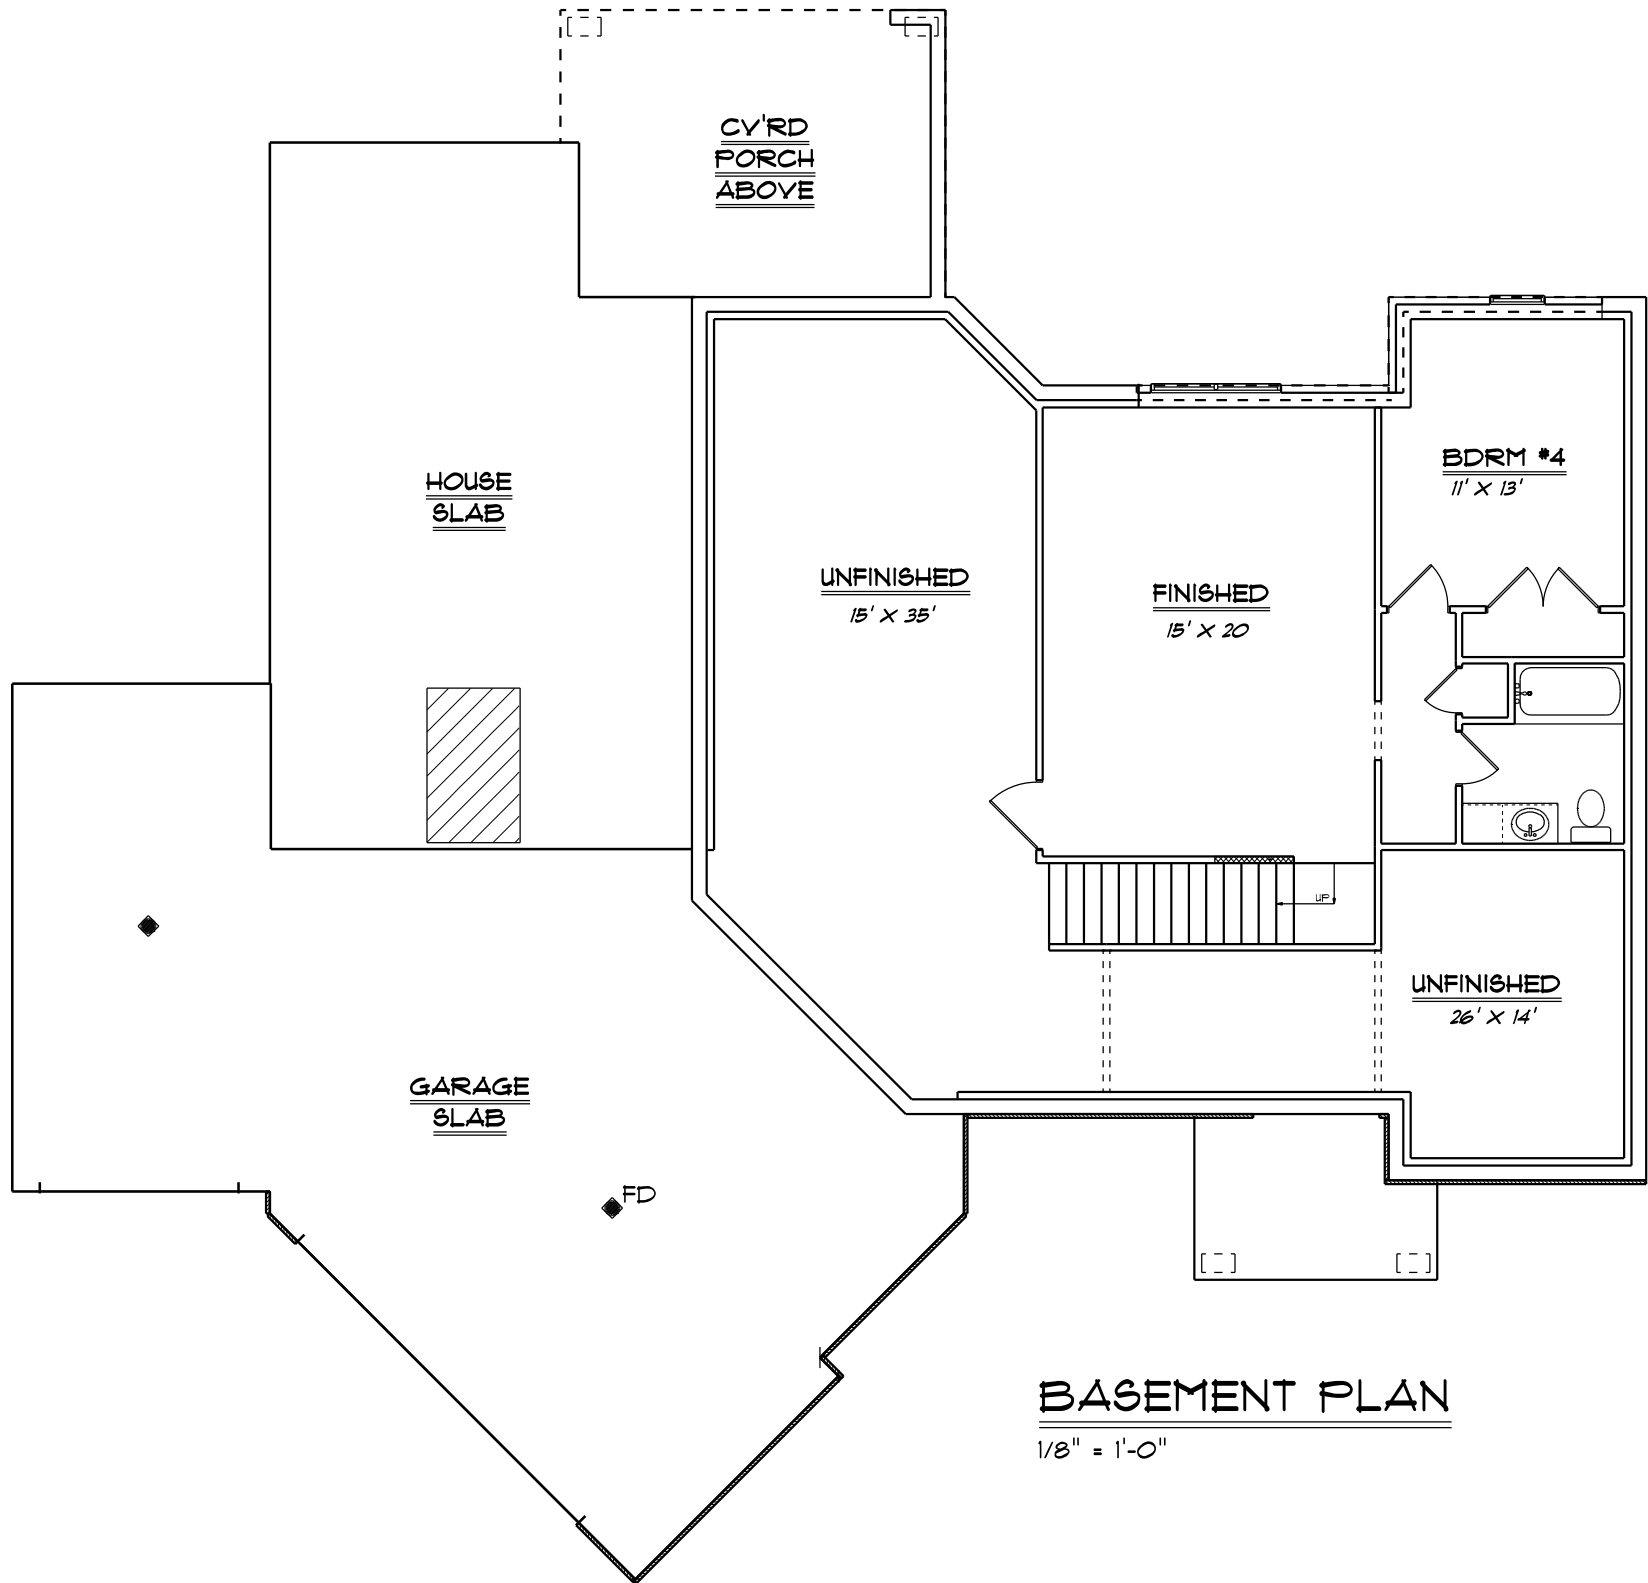 CV'RD
PORCH
ABOVE
HOUSE
SLAB
BDRM #4
11' X 13'
UNFINISHED
15' X 35'
FINISHED
15' X 20
UP
UNFINISHED
26' X 14'
GARAGE
SLAB
FD
BASEMENT PLAN
1/8" = 1'-0"